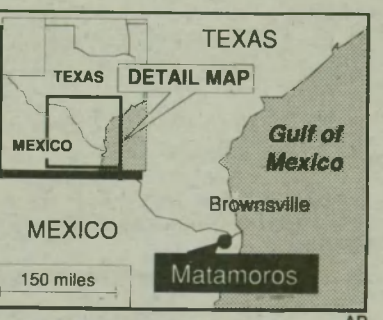 TEXAS
TEXAS
DETAIL MAP
MEXICO
Gulf of
Mexico
Brownsville
MEXICO
Matamoros
150 miles
AP